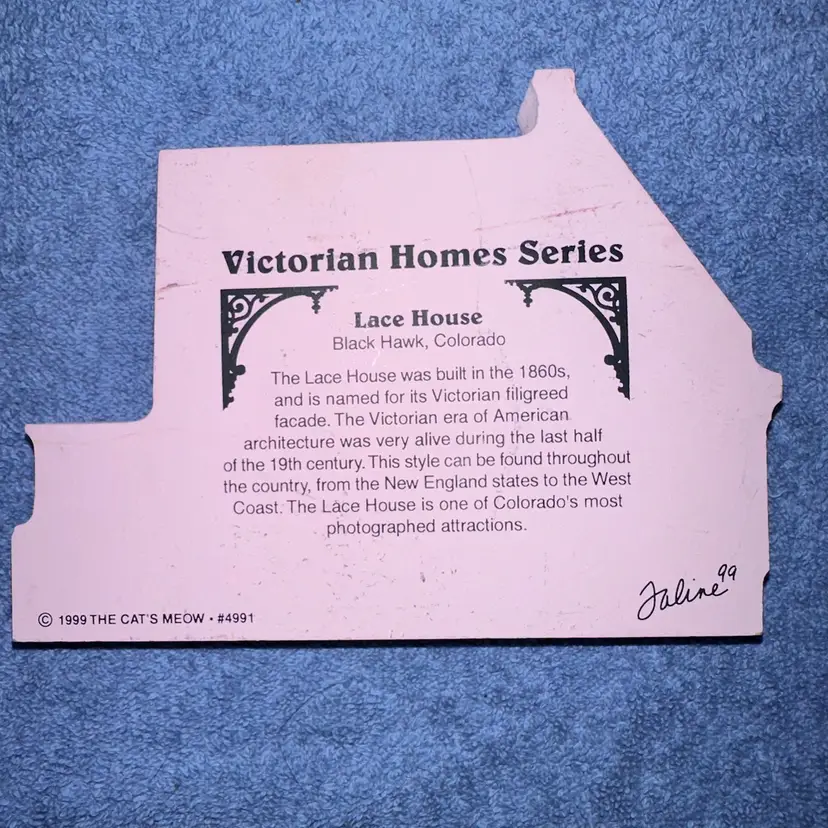 Victorian Homes Series
Lace House
Black Hawk, Colorado
The Lace House was built in the 1860s,
and is named for its Victorian filigreed
facade. The Victorian era of American
architecture was very alive during the last half
of the 19th century. This style can be found throughout
the country, from the New England states to the West
Coast. The Lace House is one of Colorado's most
photographed attractions.
Faline 99
© 1999 THE CAT'S MEOW • #4991